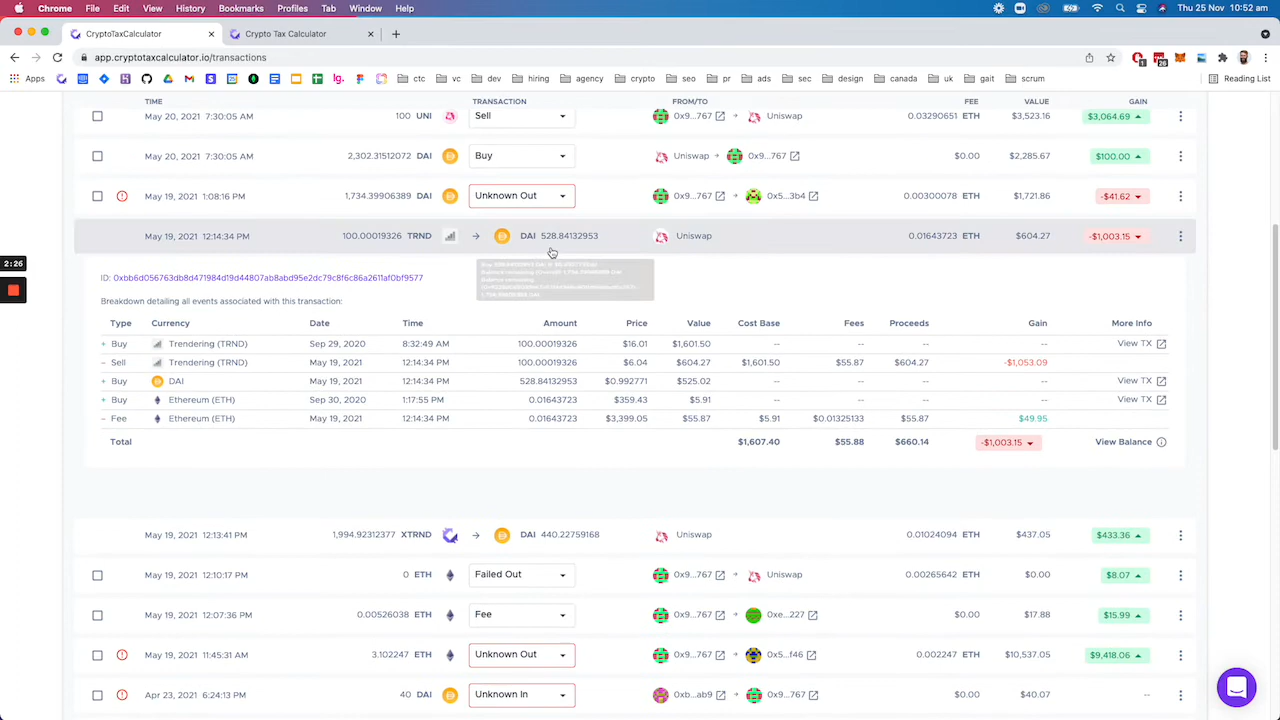 Chrome File Edit View History Bookmarks Profiles Tab Window Help Thu 25 Nov 10:52 am
CryptoTaxCalculator Crypto Tax Calculator
app.cryptotaxcalculator.io/transactions
Apps ctc vc dev hiring agency crypto seo pr ads sec design canada uk gait scrum Reading List
TIME TRANSACTION FROM/TO FEE VALUE GAIN
May 20, 2021 7:30:05 AM 100 UNI Sell 0x9...767 Uniswap 0.03290651 ETH $3,523.16 $3,064.69
May 20, 2021 7:30:05 AM 2,302.31512072 DAI Buy Uniswap 0x9...767 $0.00 $2,285.67 $100.00
May 19, 2021 1:08:16 PM 1,734.39906389 DAI Unknown Out 0x9...767 0x5...3b4 0.00300078 ETH $1,721.86 -$41.62
May 19, 2021 12:14:34 PM 100.00019326 TRND DAI 528.84132953 Uniswap 0.01643723 ETH $604.27 -$1,003.15
2:26
ID: 0xbb6d056763db8d471984d19d44807ab8abd95e2dc79c8f6c86a2611af0bf9577
Breakdown detailing all events associated with this transaction:
Type Currency Date Time Amount Price Value Cost Base Fees Proceeds Gain More Info
+ Buy Trendering (TRND) Sep 29, 2020 8:32:49 AM 100.00019326 $16.01 $1,601.50 -- -- -- -- View TX
– Sell Trendering (TRND) May 19, 2021 12:14:34 PM 100.00019326 $6.04 $604.27 $1,601.50 $55.87 $604.27 -$1,053.09
+ Buy DAI May 19, 2021 12:14:34 PM 528.84132953 $0.992771 $525.02 -- -- -- -- View TX
+ Buy Ethereum (ETH) Sep 30, 2020 1:17:55 PM 0.01643723 $359.43 $5.91 -- -- -- -- View TX
– Fee Ethereum (ETH) May 19, 2021 12:14:34 PM 0.01643723 $3,399.05 $55.87 $5.91 $0.01325133 $55.87 $49.95
Total $1,607.40 $55.88 $660.14 -$1,003.15 View Balance
May 19, 2021 12:13:41 PM 1,994.92312377 XTRND DAI 440.22759168 Uniswap 0.01024094 ETH $437.05 $433.36
May 19, 2021 12:10:17 PM 0 ETH Failed Out 0x9...767 Uniswap 0.00265642 ETH $0.00 $8.07
May 19, 2021 12:07:36 PM 0.00526038 ETH Fee 0x9...767 0xe...227 $0.00 $17.88 $15.99
May 19, 2021 11:45:31 AM 3.102247 ETH Unknown Out 0x9...767 0x5...f46 0.002247 ETH $10,537.05 $9,418.06
Apr 23, 2021 6:24:13 PM 40 DAI Unknown In 0xb...ab9 0x9...767 $0.00 $40.07 --